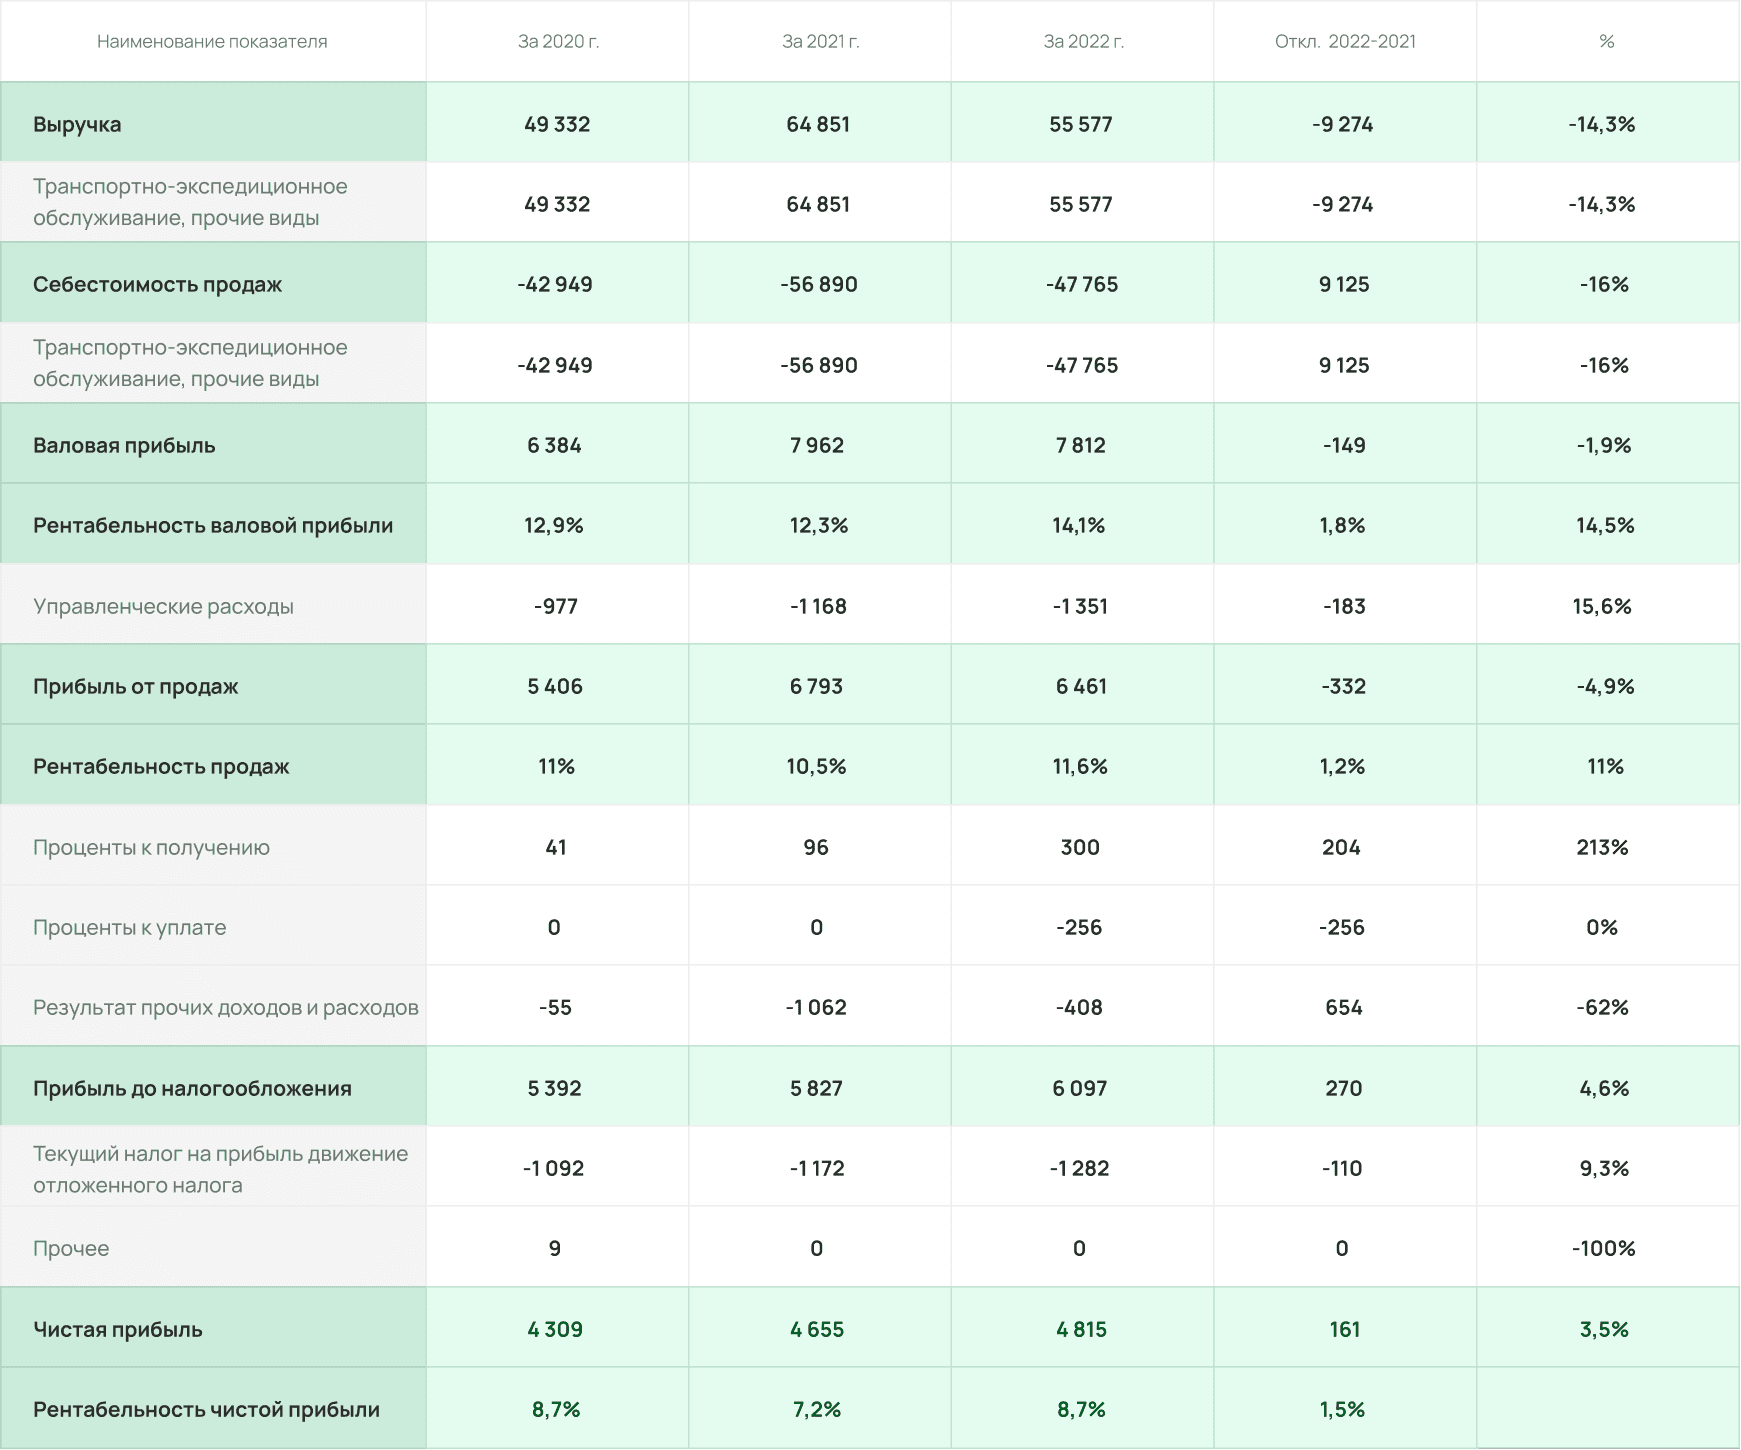 Наименование показателя За 2020 г. За 2021 г. За 2022 г. Откл. 2022-2021 %
Выручка 49 332 64 851 55 577 -9 274 -14,3%
Транспортно-экспедиционное
обслуживание, прочие виды 49 332 64 851 55 577 -9 274 -14,3%
Себестоимость продаж -42 949 -56 890 -47 765 9 125 -16%
Транспортно-экспедиционное
обслуживание, прочие виды -42 949 -56 890 -47 765 9 125 -16%
Валовая прибыль 6 384 7 962 7 812 -149 -1,9%
Рентабельность валовой прибыли 12,9% 12,3% 14,1% 1,8% 14,5%
Управленческие расходы -977 -1 168 -1 351 -183 15,6%
Прибыль от продаж 5 406 6 793 6 461 -332 -4,9%
Рентабельность продаж 11% 10,5% 11,6% 1,2% 11%
Проценты к получению 41 96 300 204 213%
Проценты к уплате 0 0 -256 -256 0%
Результат прочих доходов и расходов -55 -1 062 -408 654 -62%
Прибыль до налогообложения 5 392 5 827 6 097 270 4,6%
Текущий налог на прибыль движение
отложенного налога -1 092 -1 172 -1 282 -110 9,3%
Прочее 9 0 0 0 -100%
Чистая прибыль 4 309 4 655 4 815 161 3,5%
Рентабельность чистой прибыли 8,7% 7,2% 8,7% 1,5%